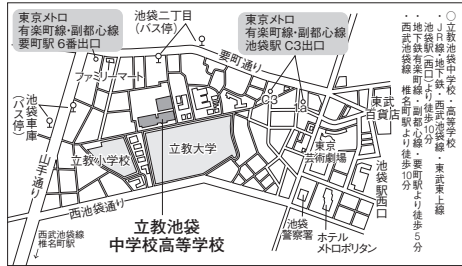 東京メトロ
有楽町線・副都心線
要町駅 6番出口
池袋二丁目
(バス停)
東京メトロ
有楽町線・副都心線
池袋駅 C3出口
要町通り
ファミリーマート
C3
東武
百貨店
池袋車庫
(バス停)
山手通り
立教小学校
立教大学
東京
芸術劇場
池袋駅西口
西池袋通り
立教池袋
中学校高等学校
池袋
警察署
ホテル
メトロポリタン
西武池袋線
椎名町駅
○立教池袋中学校・高等学校
・JR線・地下鉄・西武池袋線・東武東上線
池袋駅(西口)より徒歩10分
・地下鉄有楽町線・副都心線・要町駅より徒歩5分
・西武池袋線 椎名町駅より徒歩10分